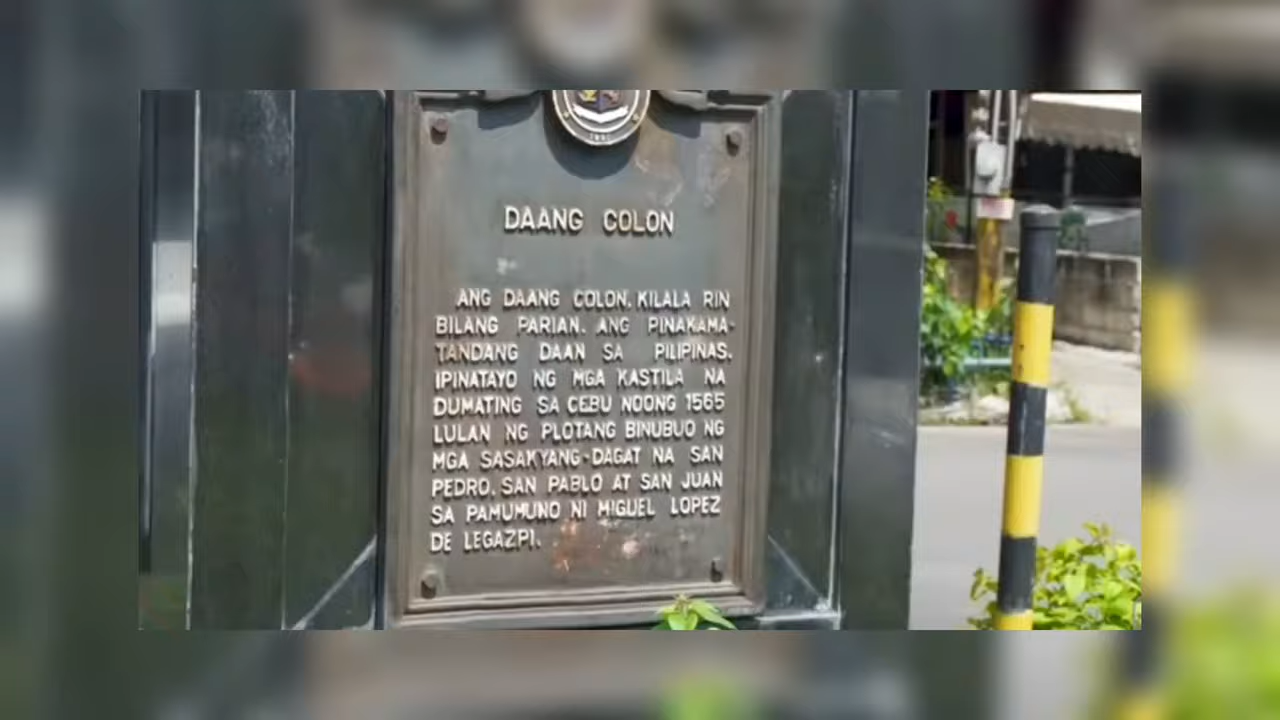 DAANG COLON
ANG DAANG COLON, KILALA RIN
BILANG PARIAN, ANG PINAKAMA-
TANDANG DAAN SA PILIPINAS.
IPINATAYO NG MGA KASTILA NA
DUMATING SA CEBU NOONG 1565
LULAN NG PLOTANG BINUBUO NG
MGA SASAKYANG-DAGAT NA SAN
PEDRO, SAN PABLO AT SAN JUAN
SA PAMUMUNO NI MIGUEL LOPEZ
DE LEGAZPI.